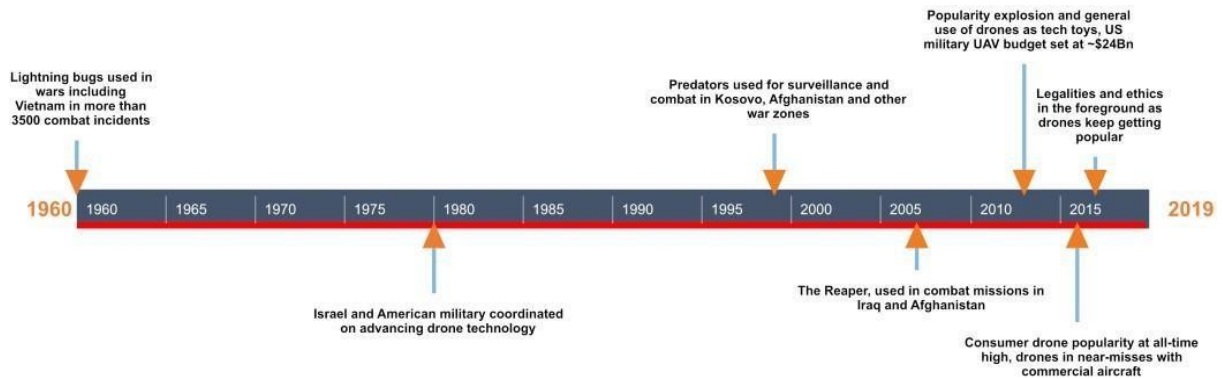 Popularity explosion and general
use of drones as tech toys, US
military UAV budget set at ~$24Bn
Lightning bugs used in
wars including
Vietnam in more than
3500 combat incidents
Predators used for surveillance and
combat in Kosovo, Afghanistan and other
war zones
Legalities and ethics
in the foreground as
drones keep getting
popular
1960 1960 1965 1970 1975 1980 1985 1990 1995 2000 2005 2010 2015 2019
Israel and American military coordinated
on advancing drone technology
The Reaper, used in combat missions in
Iraq and Afghanistan
Consumer drone popularity at all-time
high, drones in near-misses with
commercial aircraft